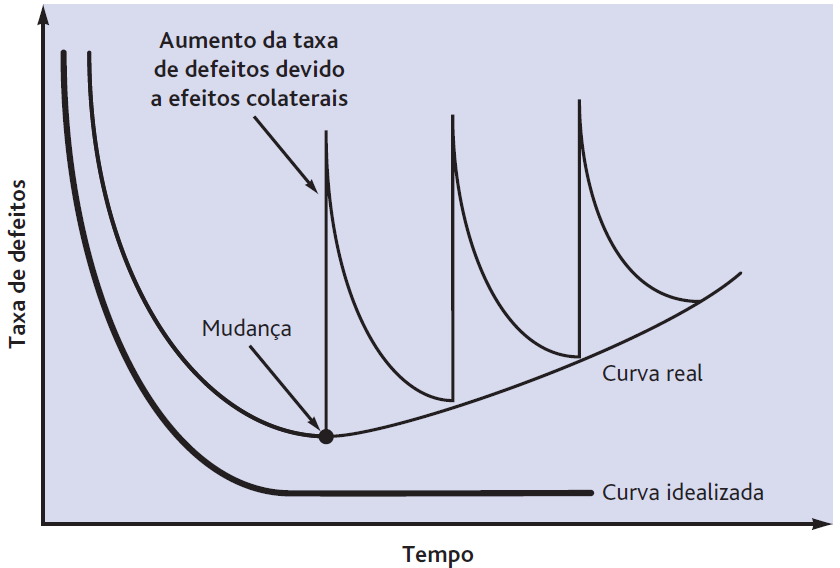 Aumento da taxa
de defeitos devido
a efeitos colaterais
Taxa de defeitos
Mudança
Curva real
Curva idealizada
Tempo